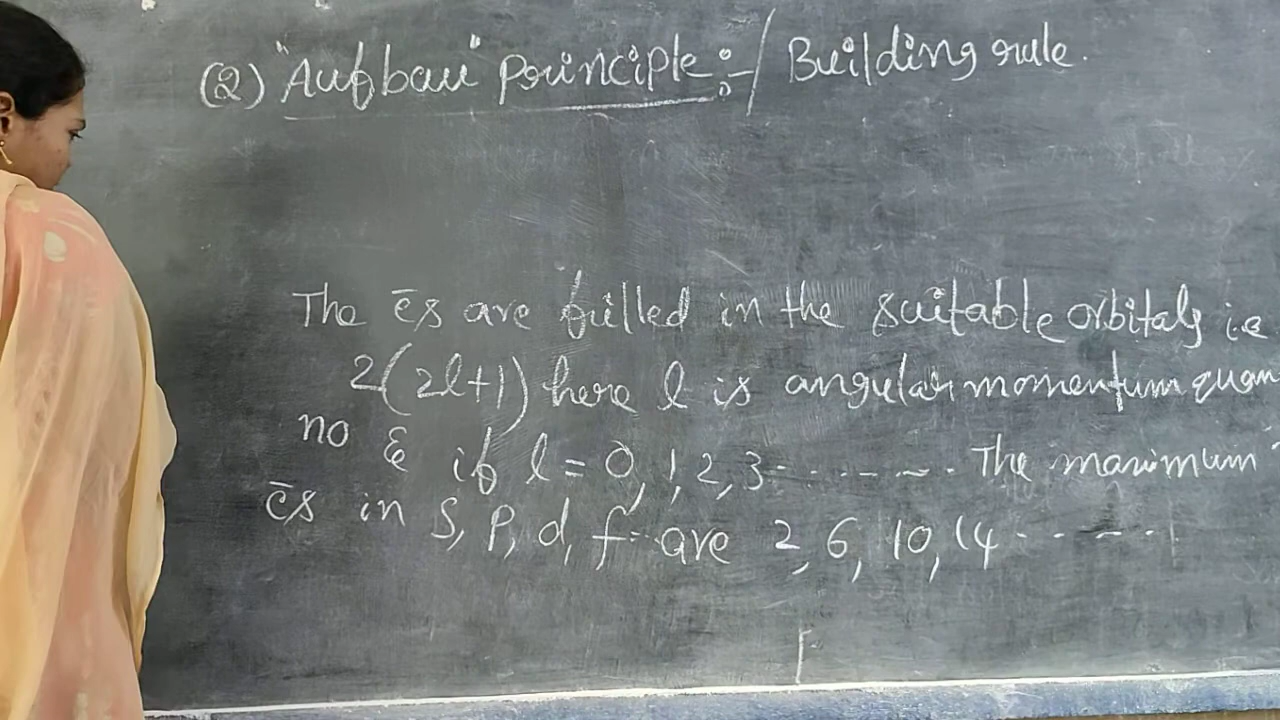 (2) "Aufbau" Principle :- / Building rule.
The ēs are filled in the suitable orbitals i.e
2(2l+1) here l is angular momentum quan
no & if l = 0, 1, 2, 3 - - - - - - The maximum
ēs in S, P, d, f - are 2, 6, 10, 14 - - - - -